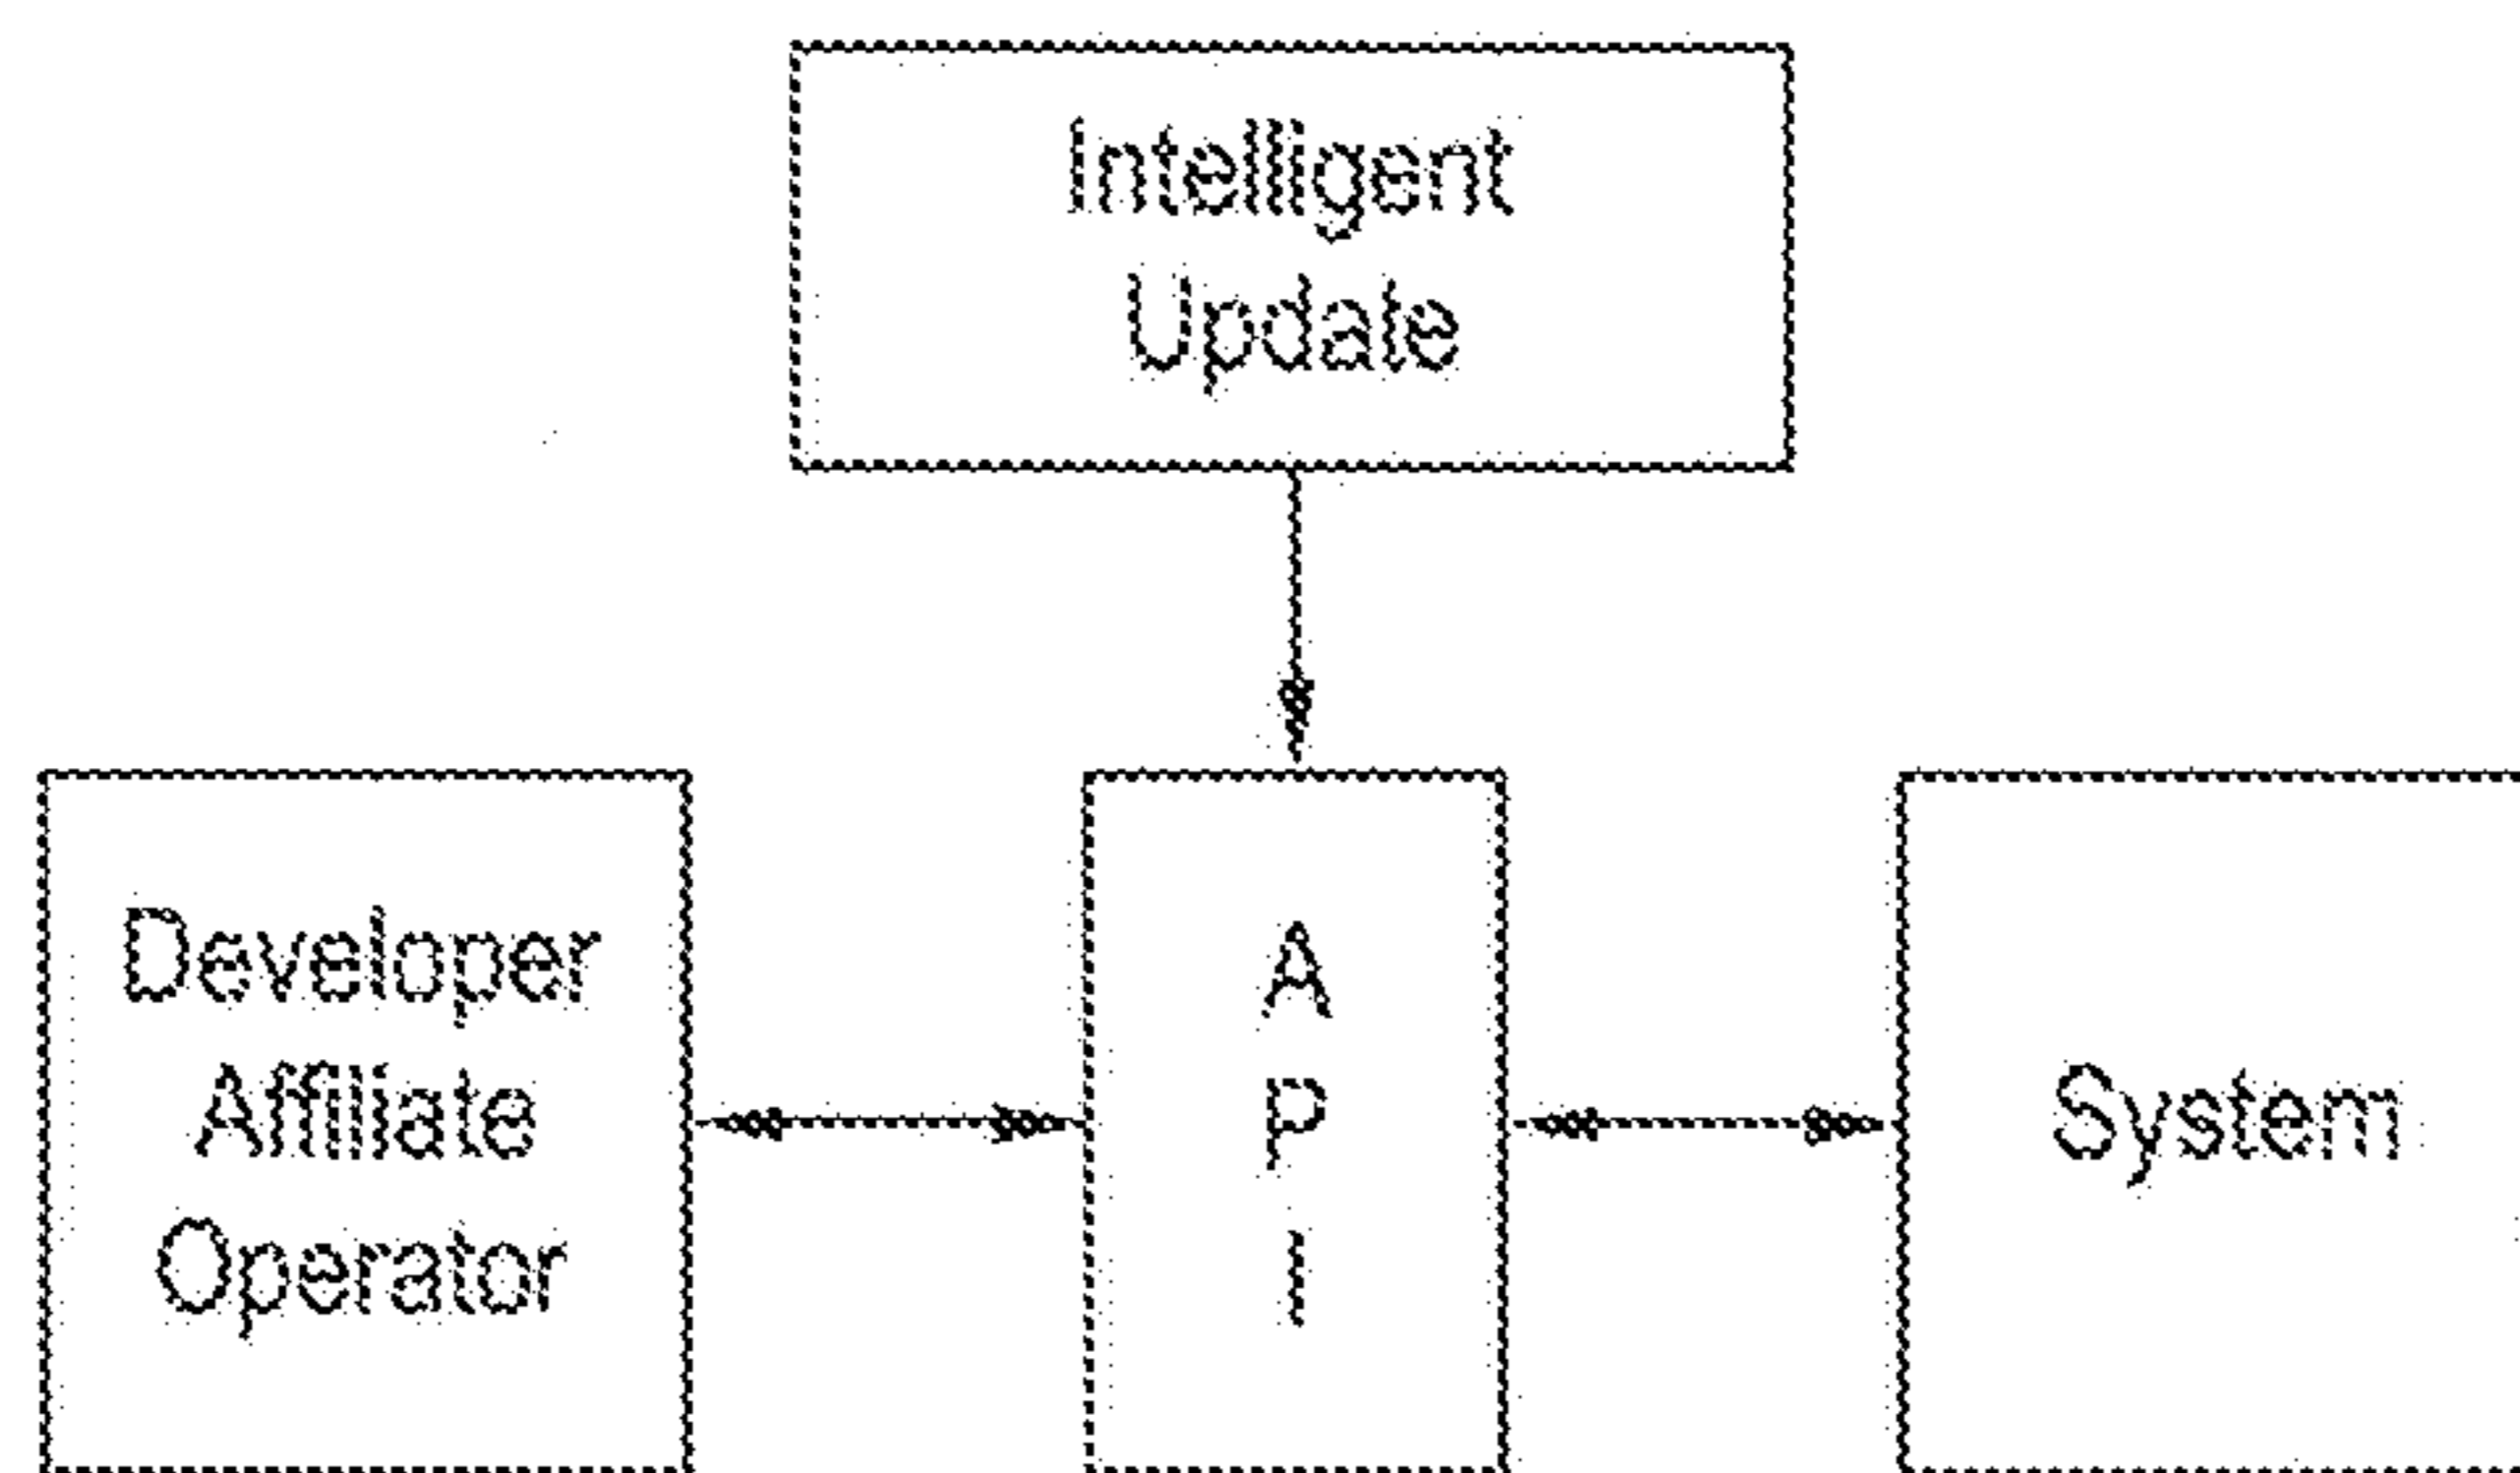 Intelligent
Update
Developer
Affiliate
Operator
A
P
I
System